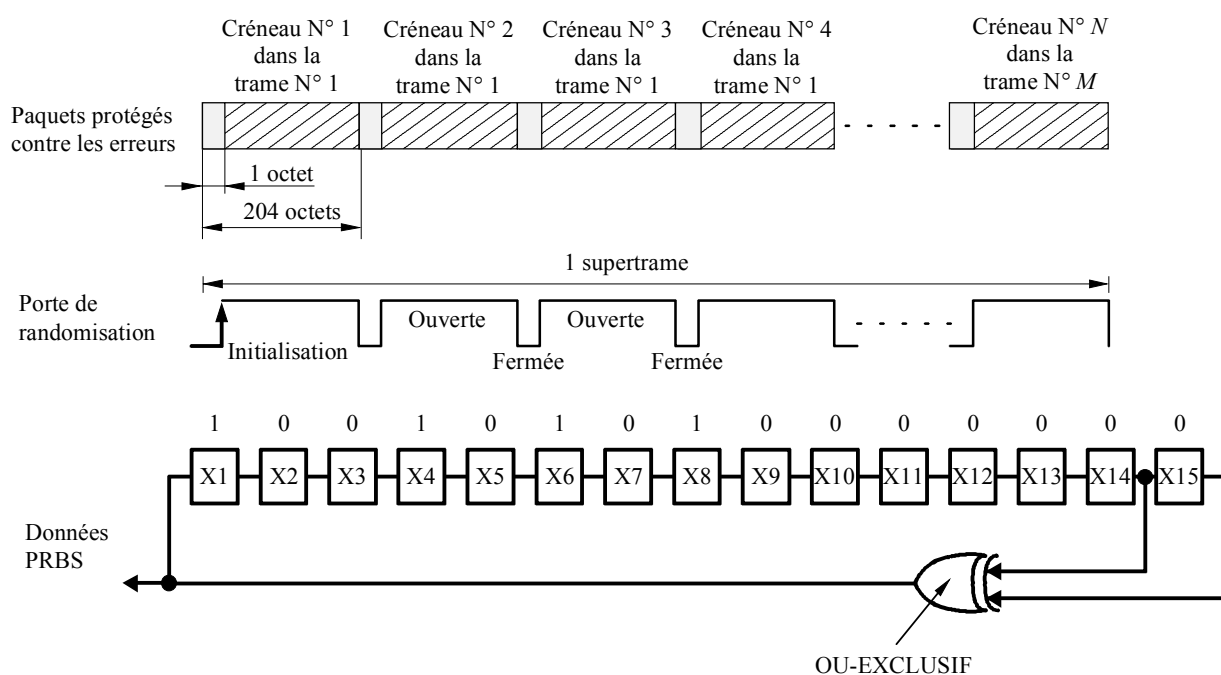 Créneau N° 1
dans la
trame N° 1
Créneau N° 2
dans la
trame N° 1
Créneau N° 3
dans la
trame N° 1
Créneau N° 4
dans la
trame N° 1
Créneau N° N
dans la
trame N° M
Paquets protégés
contre les erreurs
1 octet
204 octets
1 supertrame
Porte de
randomisation
Initialisation
Ouverte
Fermée
Ouverte
Fermée
1 0 0 1 0 1 0 1 0 0 0 0 0 0 0
X1 X2 X3 X4 X5 X6 X7 X8 X9 X10 X11 X12 X13 X14 X15
Données
PRBS
OU-EXCLUSIF